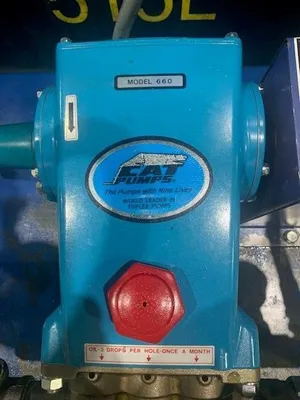 MODEL 660
CAT
PUMPS
"The Pumps with Nine Lives"
WORLD LEADER IN
TRIPLEX PUMPS
OIL-3 DROPS PER HOLE-ONCE A MONTH